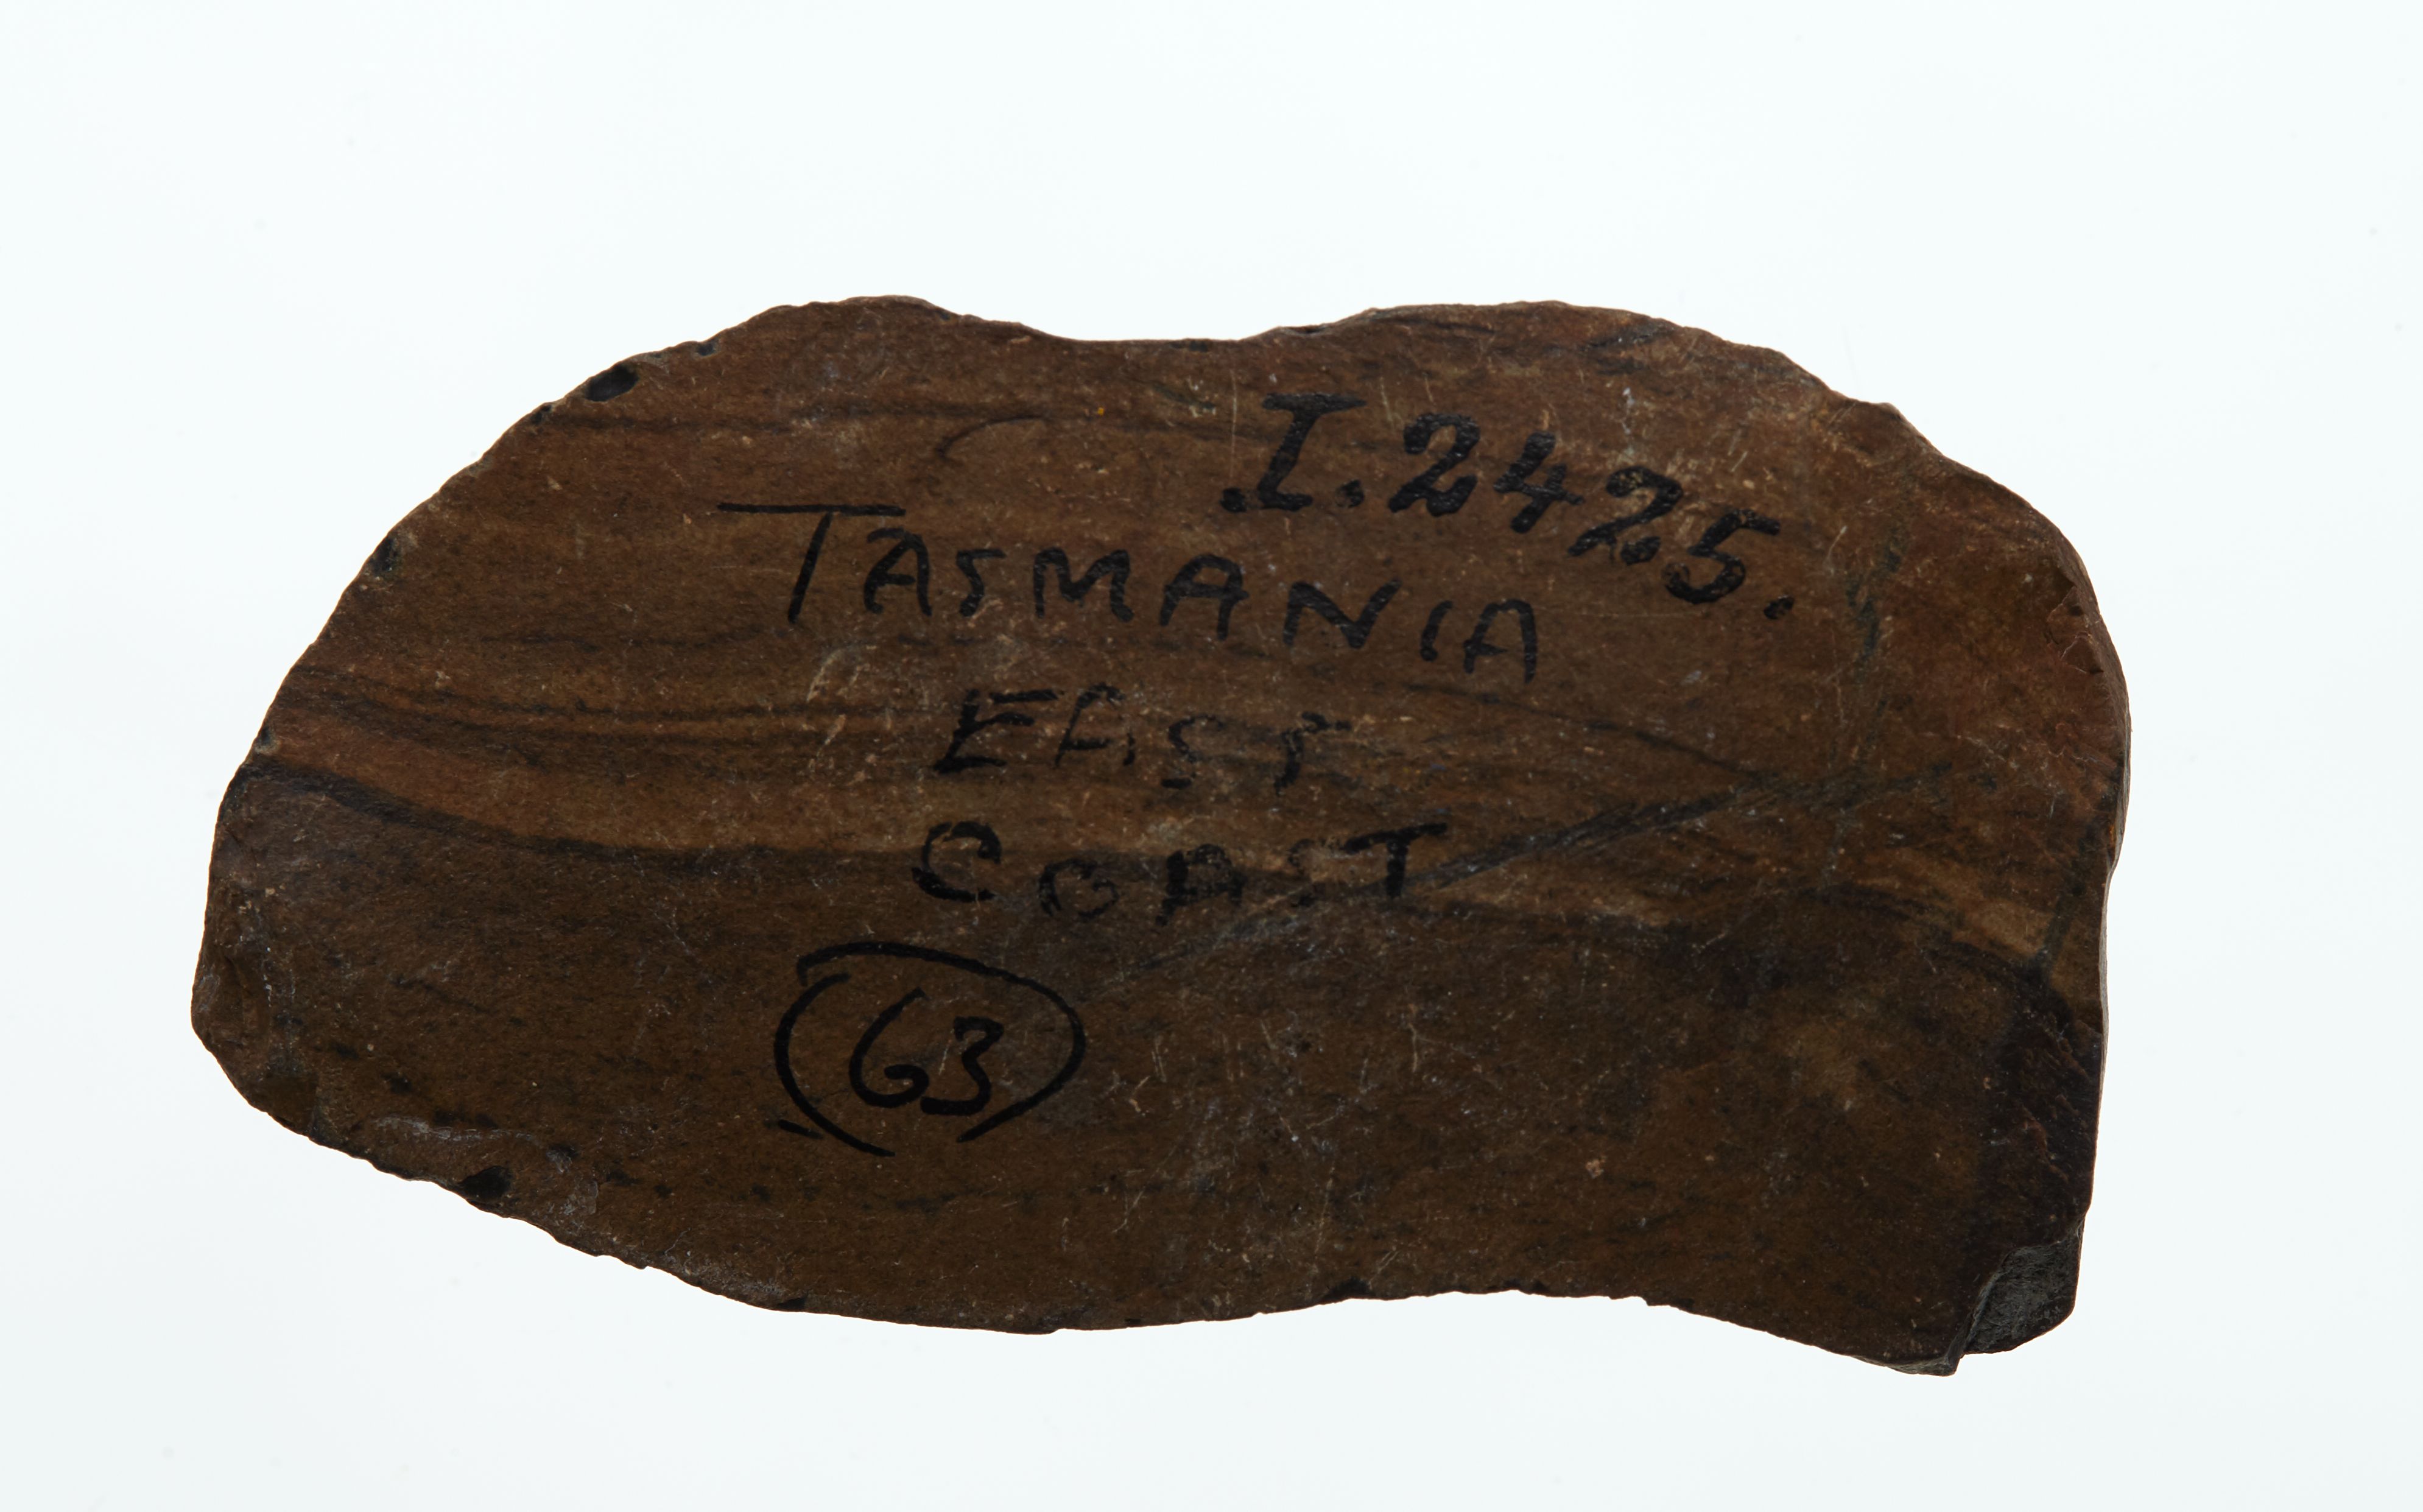 I.2425.
TASMANIA
EAST
COAST
63